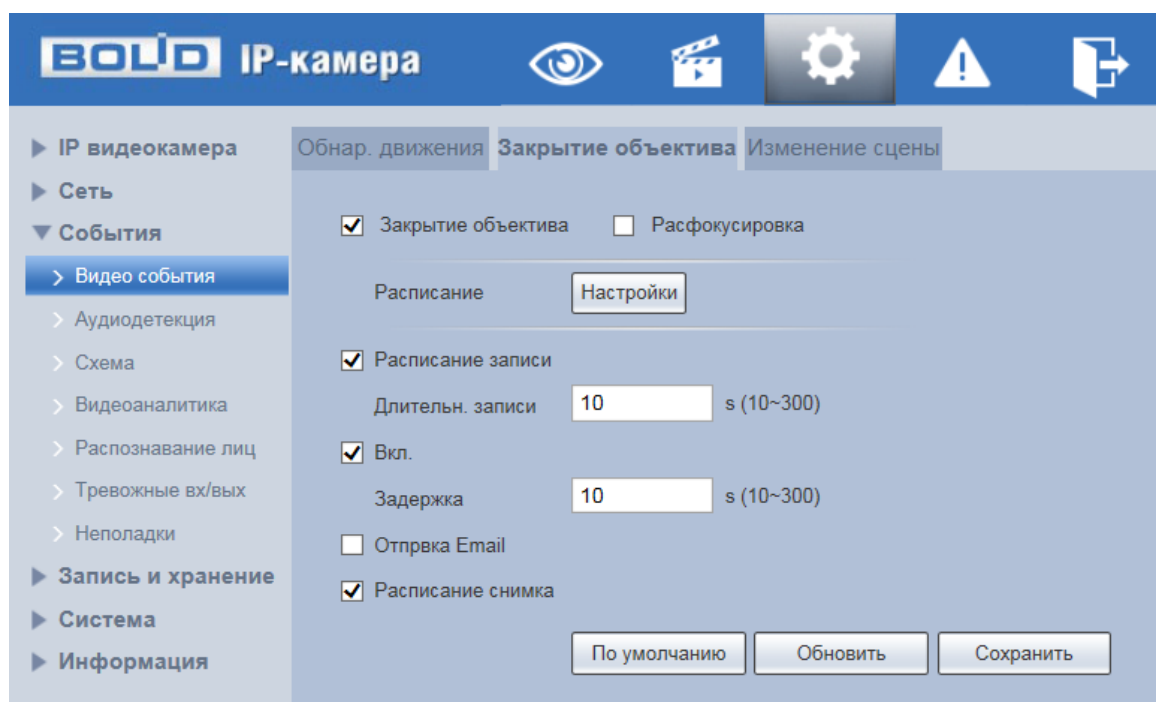 BOLID IP-камера
IP видеокамера
Сеть
События
Видео события
Аудиодетекция
Схема
Видеоаналитика
Распознавание лиц
Тревожные вх/вых
Неполадки
Запись и хранение
Система
Информация
Обнар. движения Закрытие объектива Изменение сцены
Закрытие объектива Расфокусировка
Расписание Настройки
Расписание записи
Длительн. записи 10 s (10~300)
Вкл.
Задержка 10 s (10~300)
Отпрвка Email
Расписание снимка
По умолчанию Обновить Сохранить